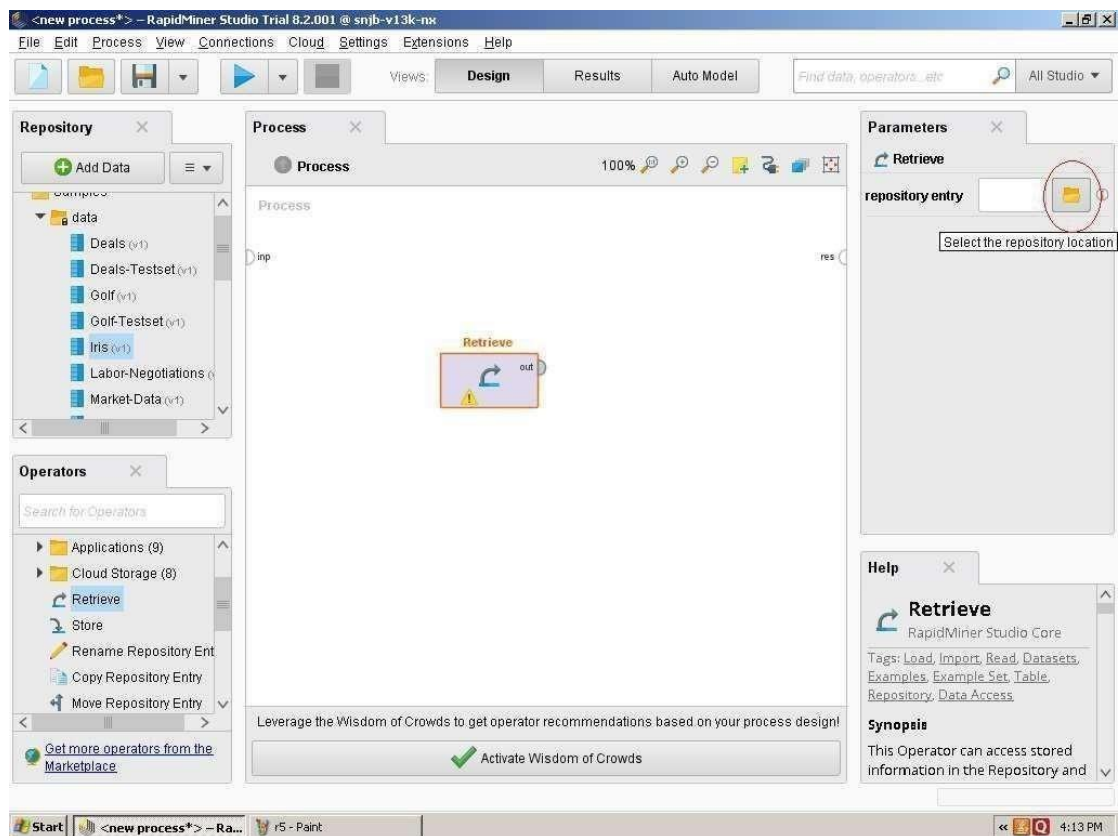 <new process*> – RapidMiner Studio Trial 8.2.001 @ snjb-v13k-nx
File Edit Process View Connections Cloud Settings Extensions Help
Views: Design Results Auto Model Find data, operators...etc All Studio
Repository
Add Data
Samples
data
Deals (v1)
Deals-Testset (v1)
Golf (v1)
Golf-Testset (v1)
Iris (v1)
Labor-Negotiations
Market-Data (v1)
Operators
Search for Operators
Applications (9)
Cloud Storage (8)
Retrieve
Store
Rename Repository Ent
Copy Repository Entry
Move Repository Entry
Get more operators from the
Marketplace
Process
Process 100%
Process
inp res
Retrieve
out
Leverage the Wisdom of Crowds to get operator recommendations based on your process design!
Activate Wisdom of Crowds
Parameters
Retrieve
repository entry
Select the repository location
Help
Retrieve
RapidMiner Studio Core
Tags: Load, Import, Read, Datasets,
Examples, Example Set, Table,
Repository, Data Access
Synopsis
This Operator can access stored
information in the Repository and
Start <new process*> – Ra... r5 - Paint « Q 4:13 PM